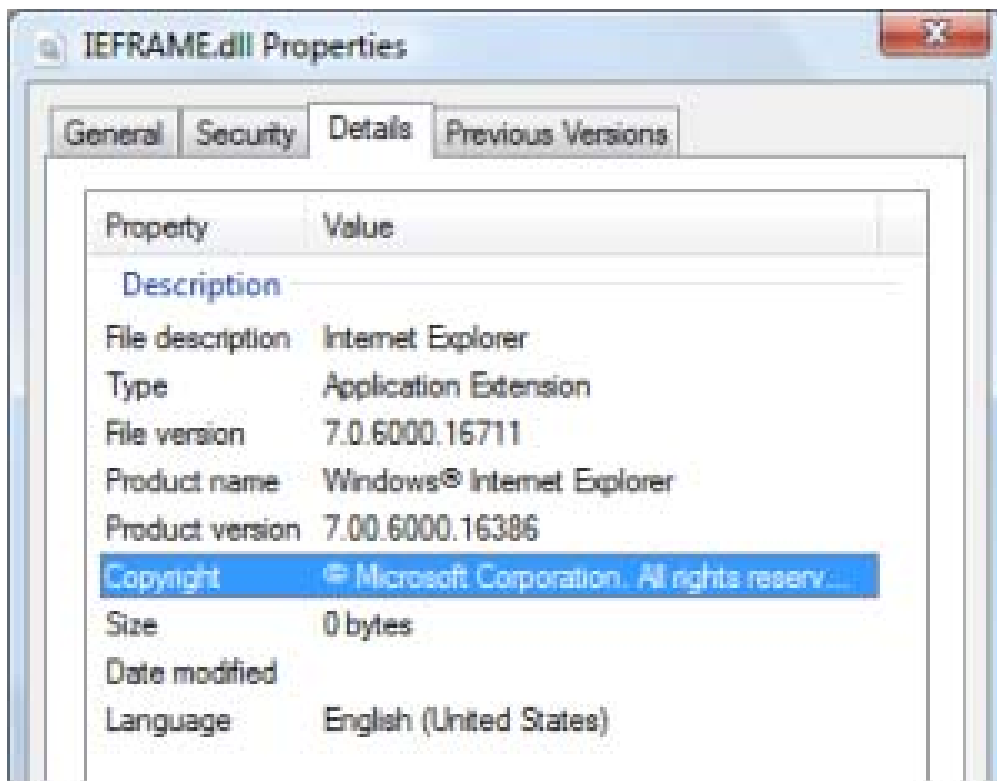 IEFRAME.dll Properties
General Security Details Previous Versions
Property Value
Description
File description Internet Explorer
Type Application Extension
File version 7.0.6000.16711
Product name Windows® Internet Explorer
Product version 7.00.6000.16386
Copyright © Microsoft Corporation. All rights reserv...
Size 0 bytes
Date modified
Language English (United States)